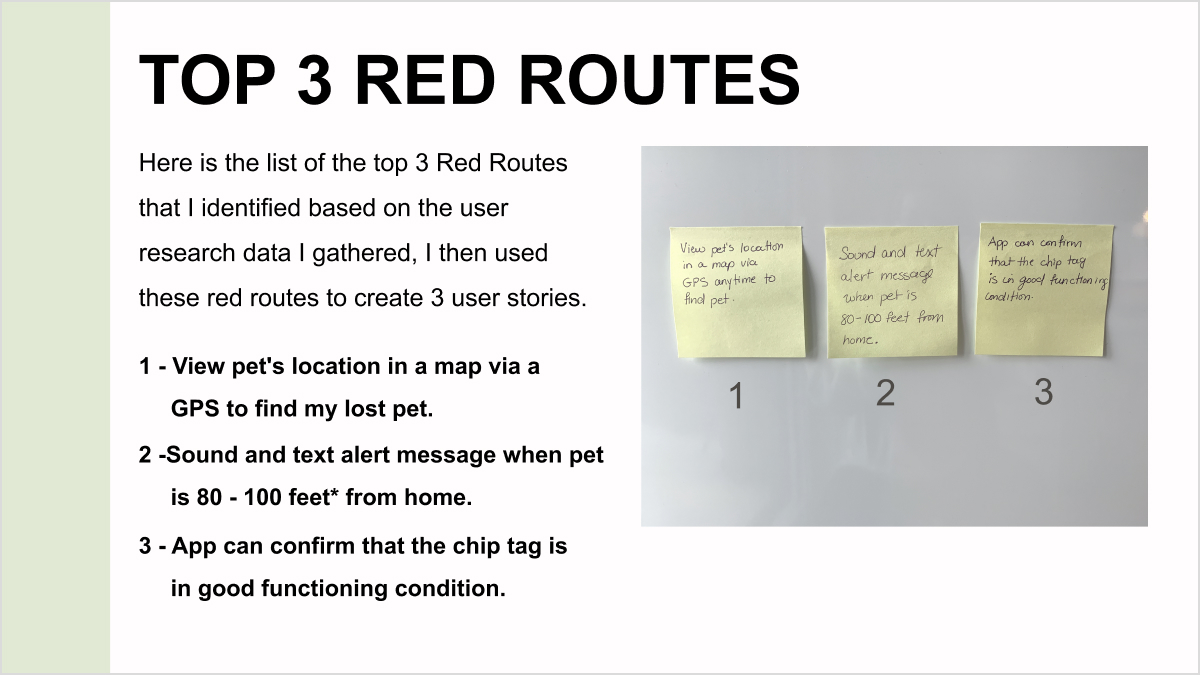 TOP 3 RED ROUTES
Here is the list of the top 3 Red Routes
that I identified based on the user
research data I gathered, I then used
these red routes to create 3 user stories.
1 - View pet's location in a map via a
GPS to find my lost pet.
2 -Sound and text alert message when pet
is 80 - 100 feet* from home.
3 - App can confirm that the chip tag is
in good functioning condition.
View pet's location
in a map via
GPS anytime to
find pet.
Sound and text
alert message
when pet is
80-100 feet from
home.
App can confirm
that the chip tag
is in good functioning
condition.
1
2
3